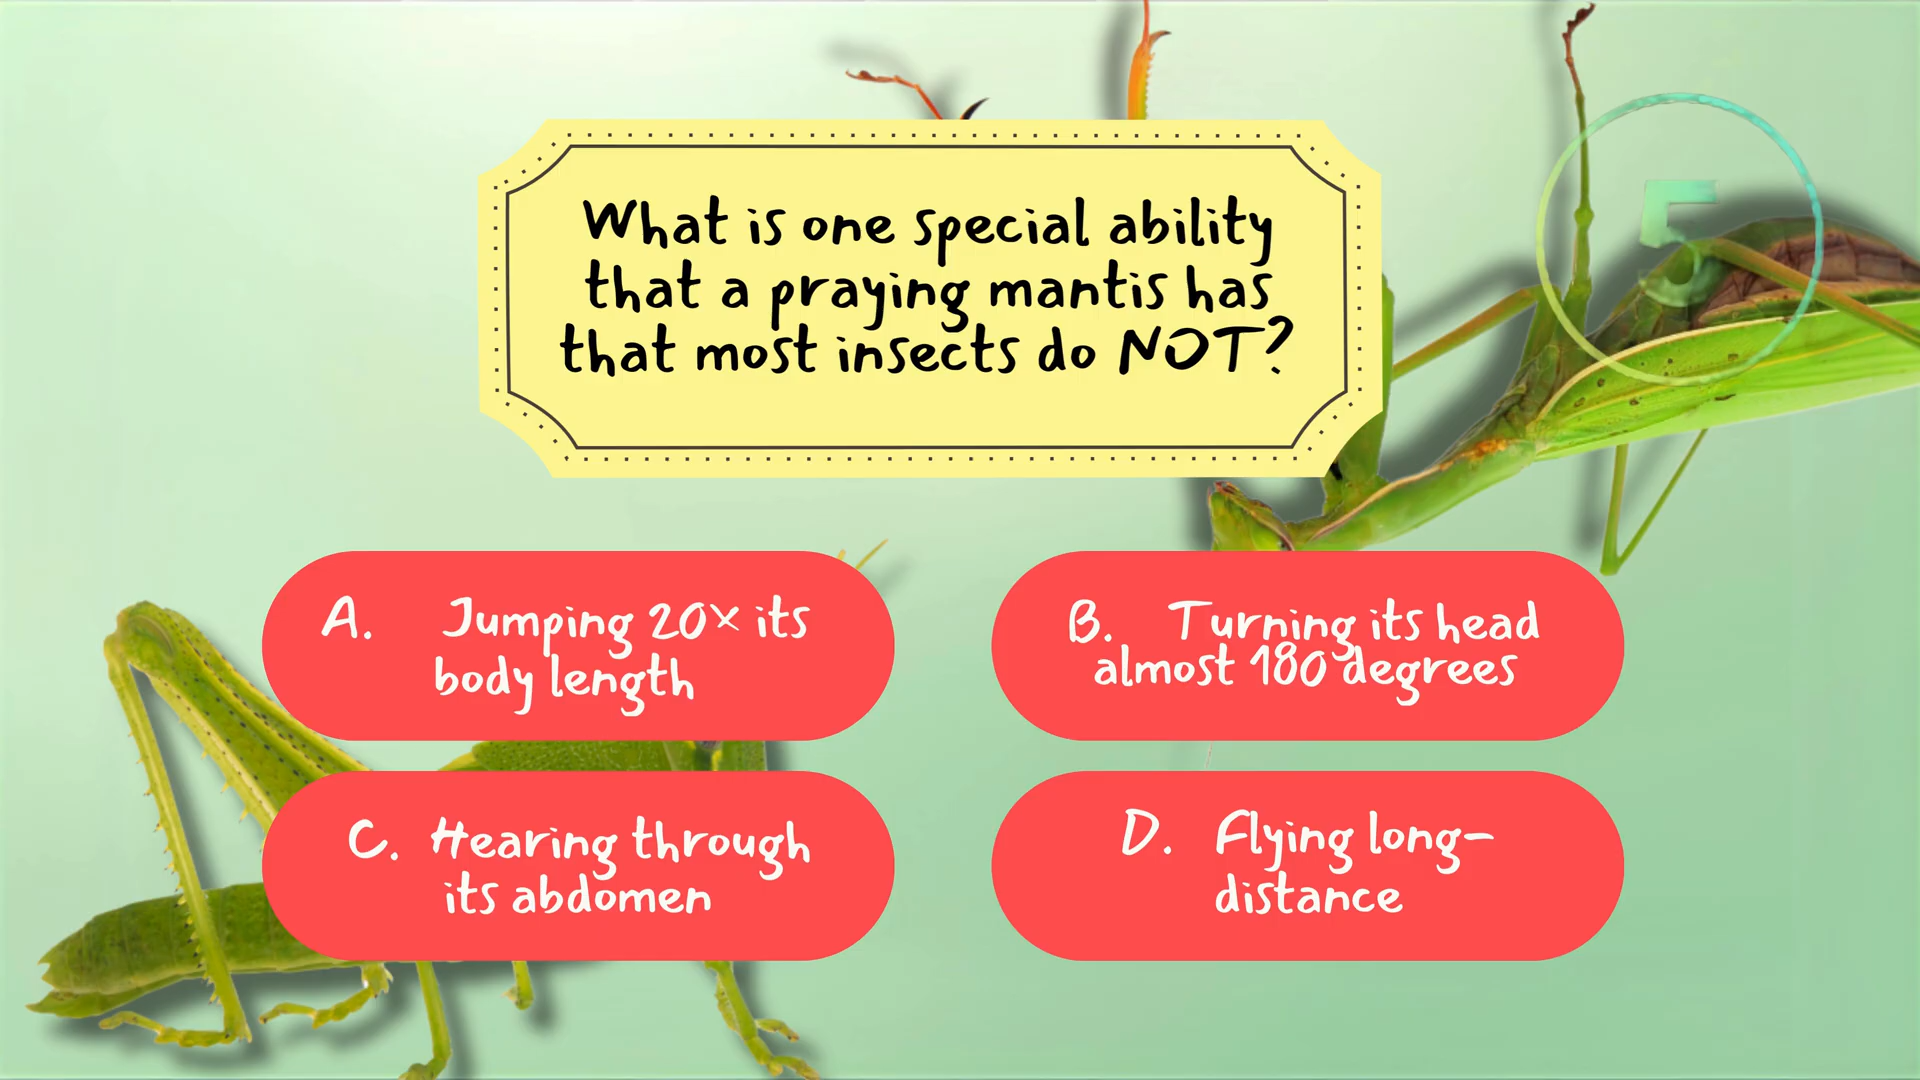 What is one special ability
that a praying mantis has
that most insects do NOT?
5
A. Jumping 20x its
body length
B. Turning its head
almost 180 degrees
C. Hearing through
its abdomen
D. Flying long-
distance